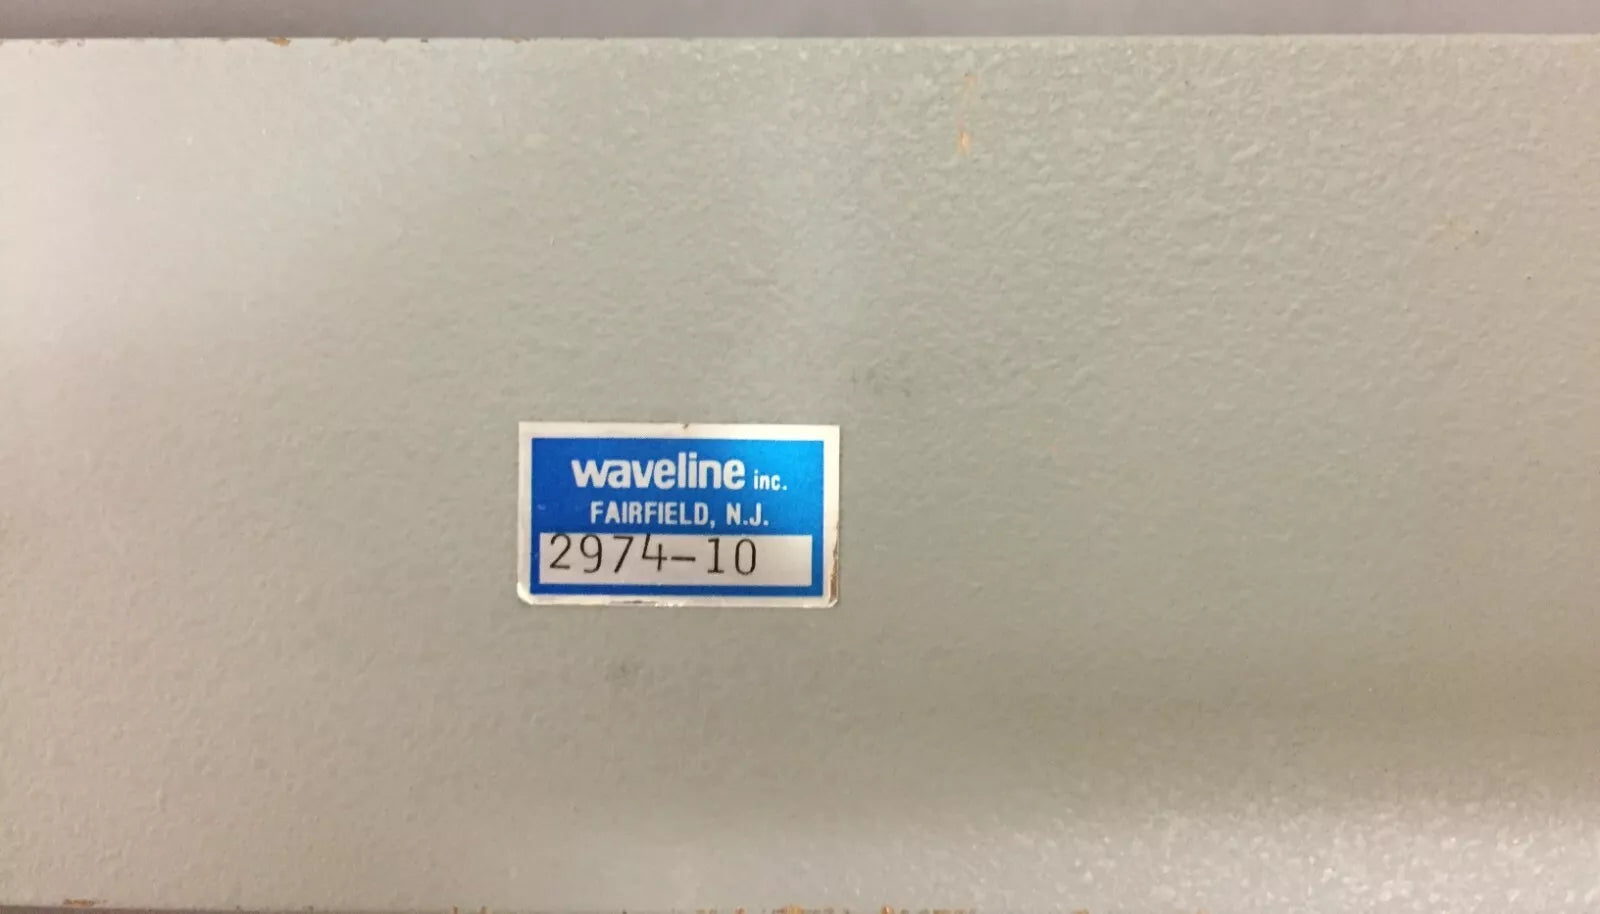 waveline inc.
FAIRFIELD, N.J.
2974-10